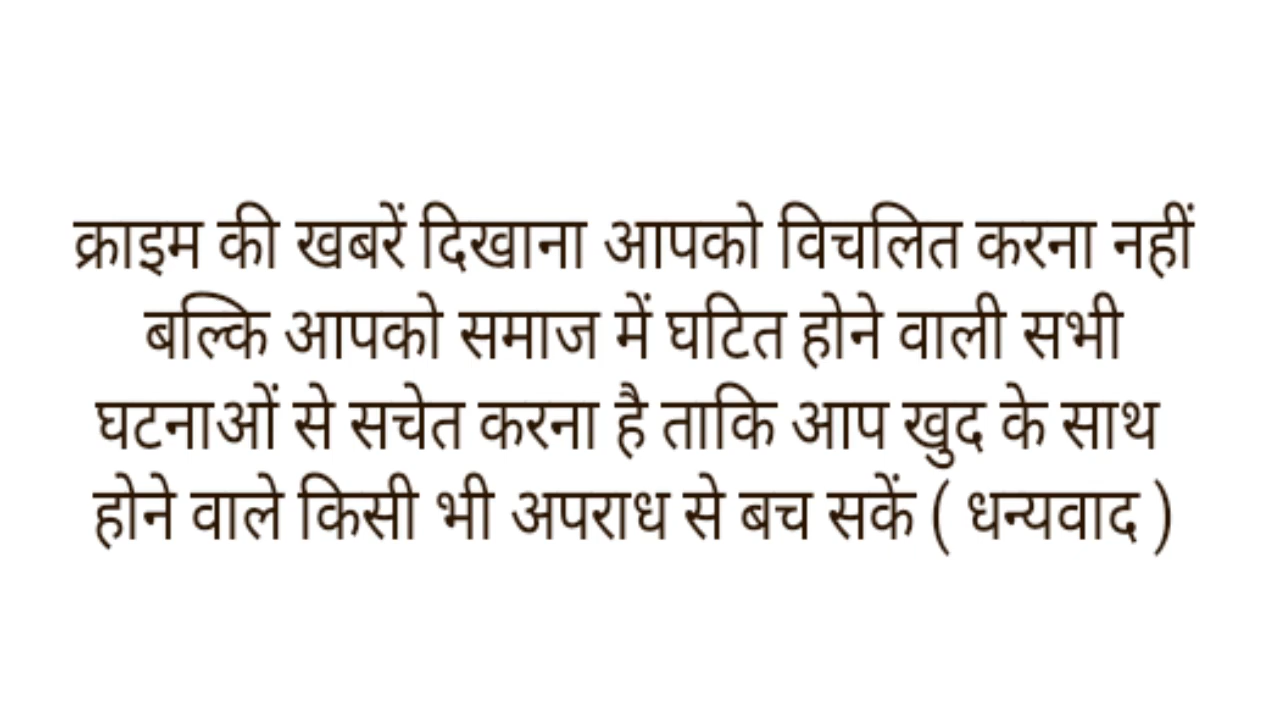 क्राइम की खबरें दिखाना आपको विचलित करना नहीं
बल्कि आपको समाज में घटित होने वाली सभी
घटनाओं से सचेत करना है ताकि आप खुद के साथ
होने वाले किसी भी अपराध से बच सकें ( धन्यवाद )